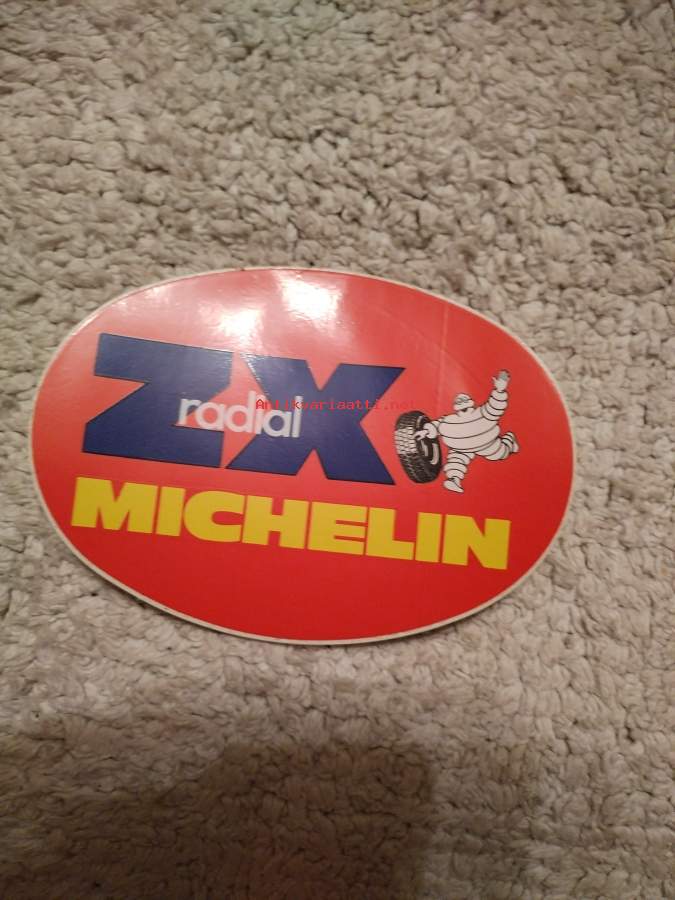 ZX
radial
Antikvariaatti.net
MICHELIN